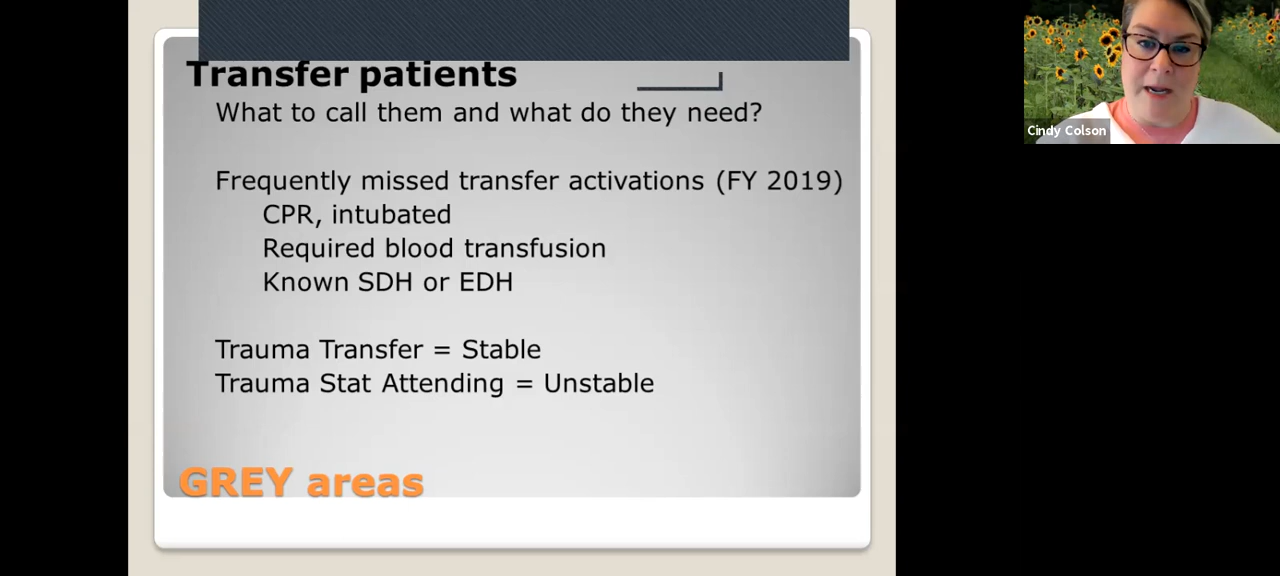 Transfer patients
What to call them and what do they need?
Frequently missed transfer activations (FY 2019)
CPR, intubated
Required blood transfusion
Known SDH or EDH
Trauma Transfer = Stable
Trauma Stat Attending = Unstable
GREY areas
Cindy Colson